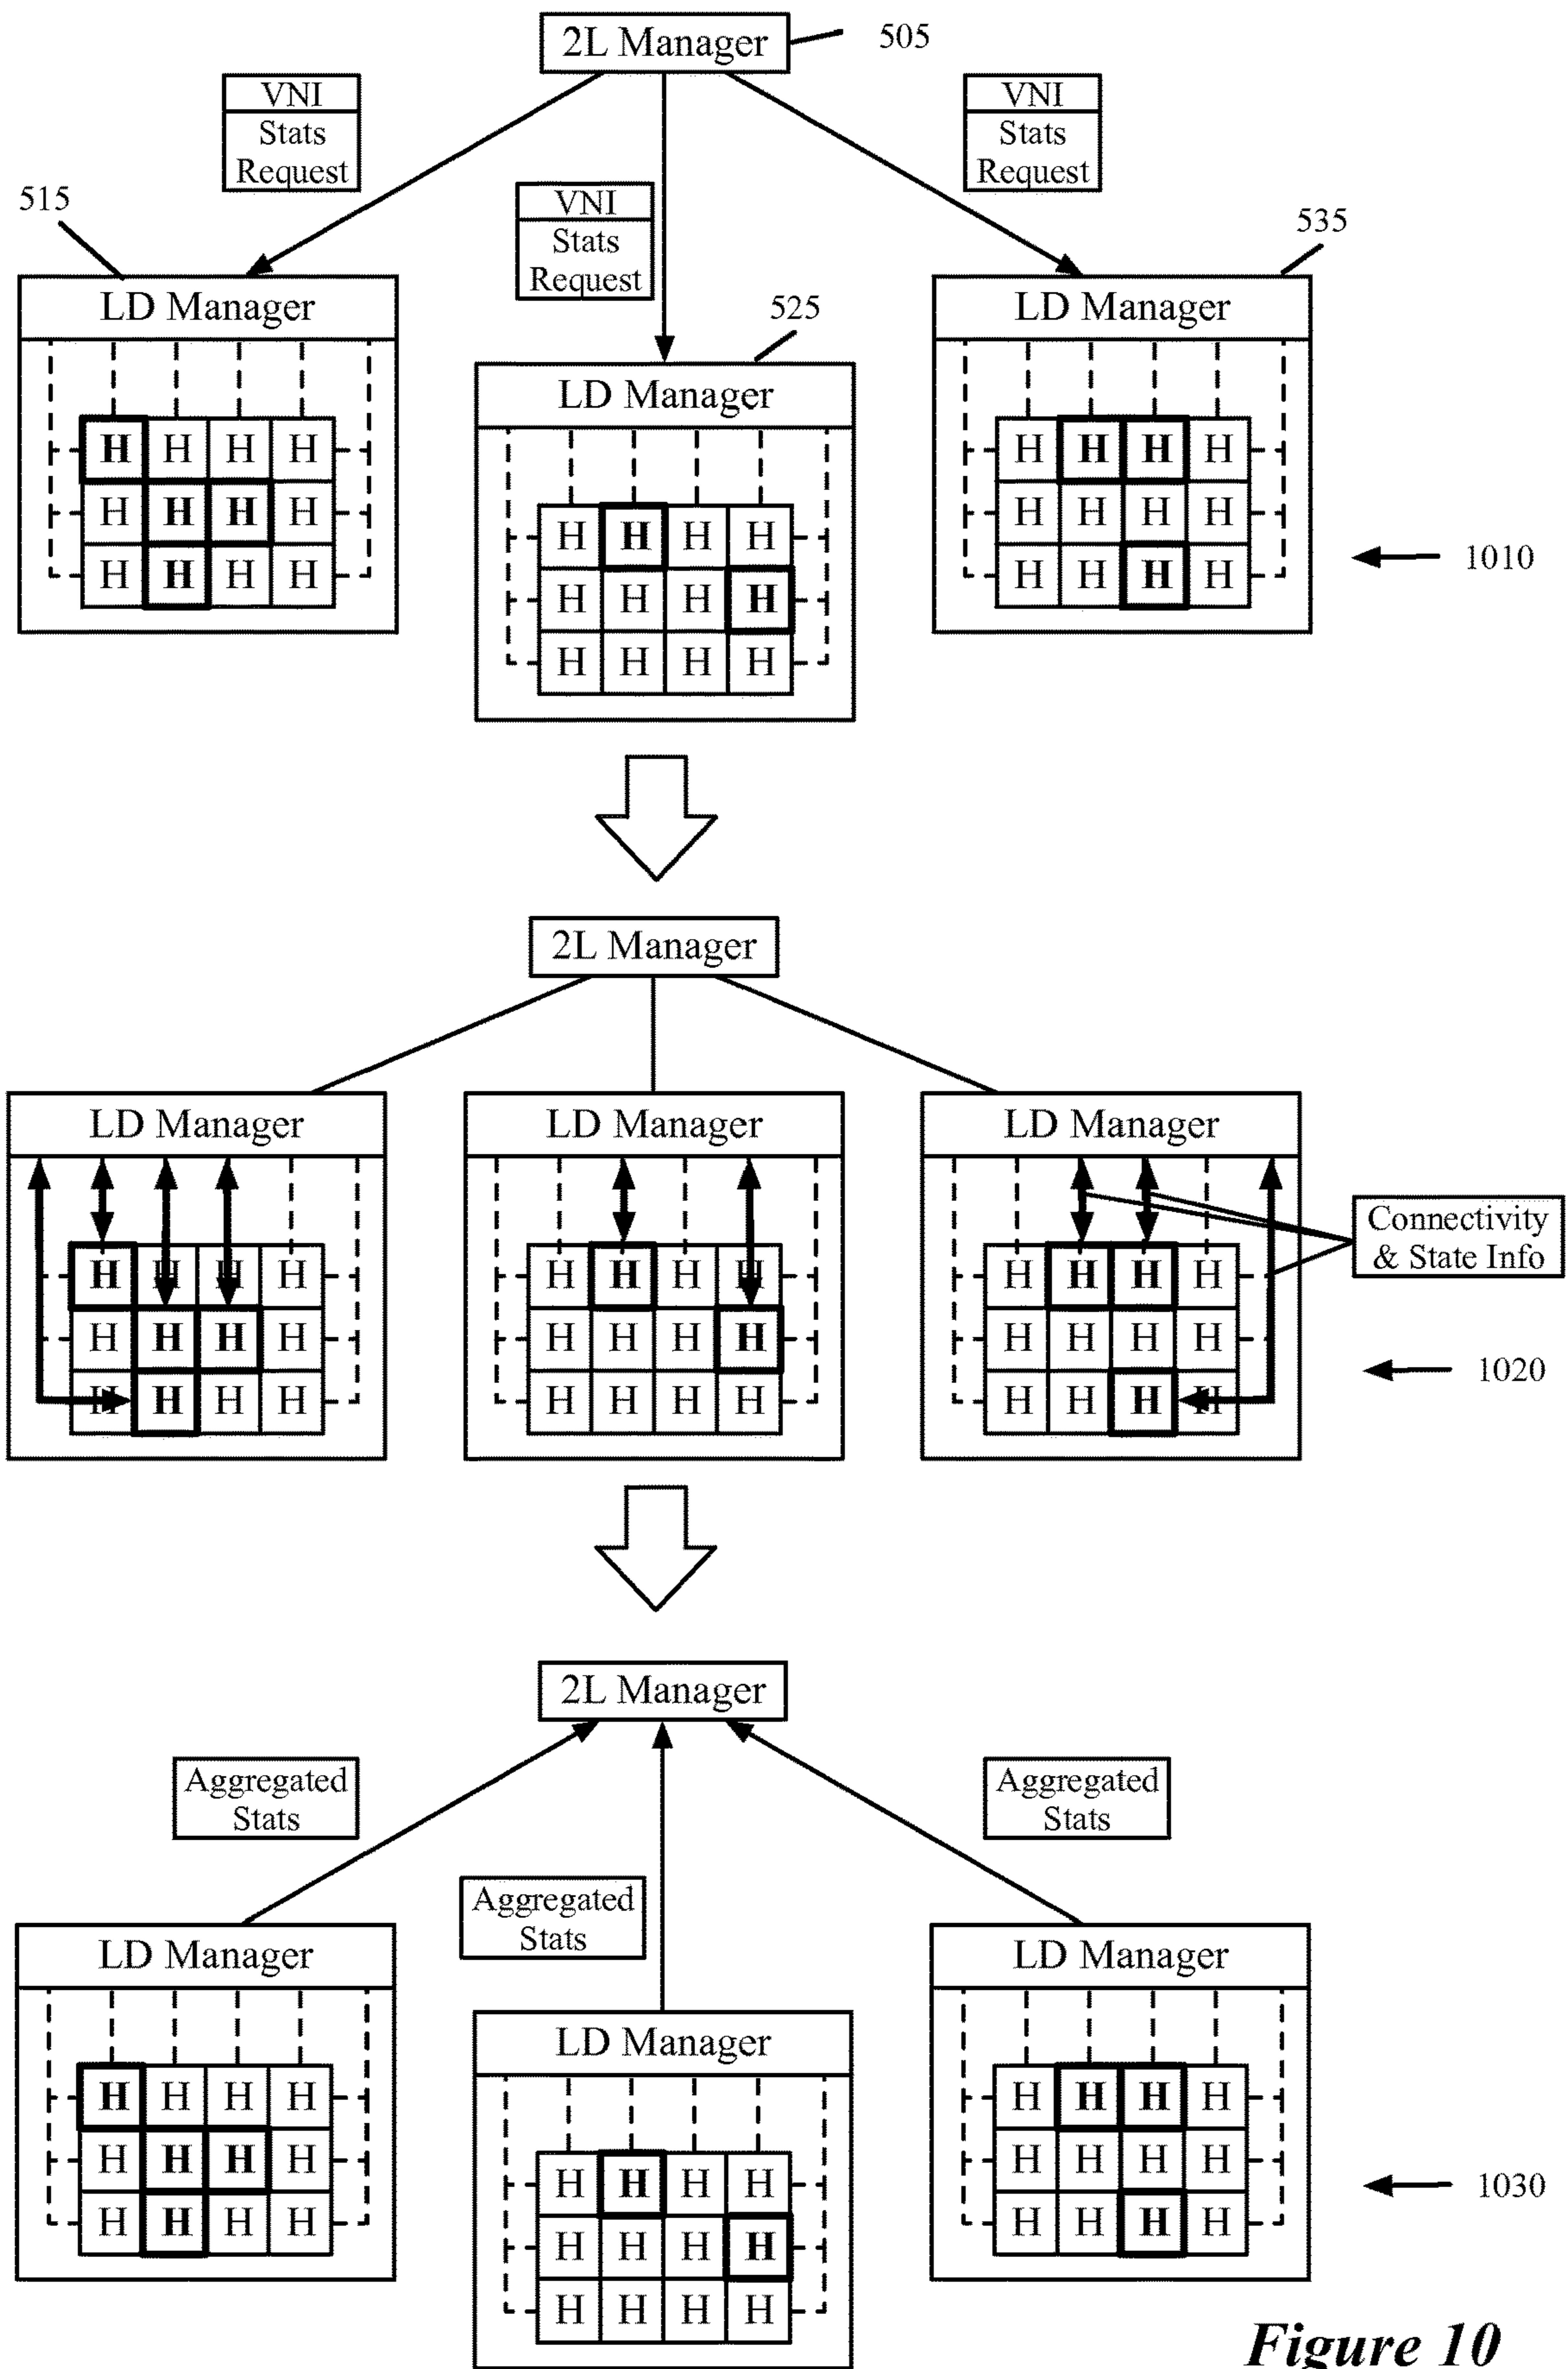 2L Manager
505
VNI
Stats
Request
VNI
Stats
Request
VNI
Stats
Request
515
525
535
LD Manager
H H H H
H H H H
H H H H
LD Manager
H H H H
H H H H
H H H H
LD Manager
H H H H
H H H H
H H H H
1010
2L Manager
LD Manager
H H H H
H H H H
H H H H
LD Manager
H H H H
H H H H
H H H H
LD Manager
H H H H
H H H H
H H H H
Connectivity
& State Info
1020
2L Manager
Aggregated
Stats
Aggregated
Stats
Aggregated
Stats
LD Manager
H H H H
H H H H
H H H H
LD Manager
H H H H
H H H H
H H H H
LD Manager
H H H H
H H H H
H H H H
1030
Figure 10